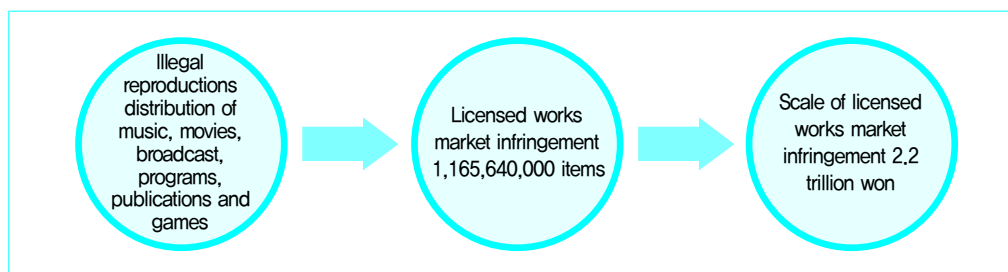 Illegal
reproductions
distribution of
music, movies,
broadcast,
programs,
publications and
games
Licensed works
market infringement
1,165,640,000 items
Scale of licensed
works market
infringement 2.2
trillion won